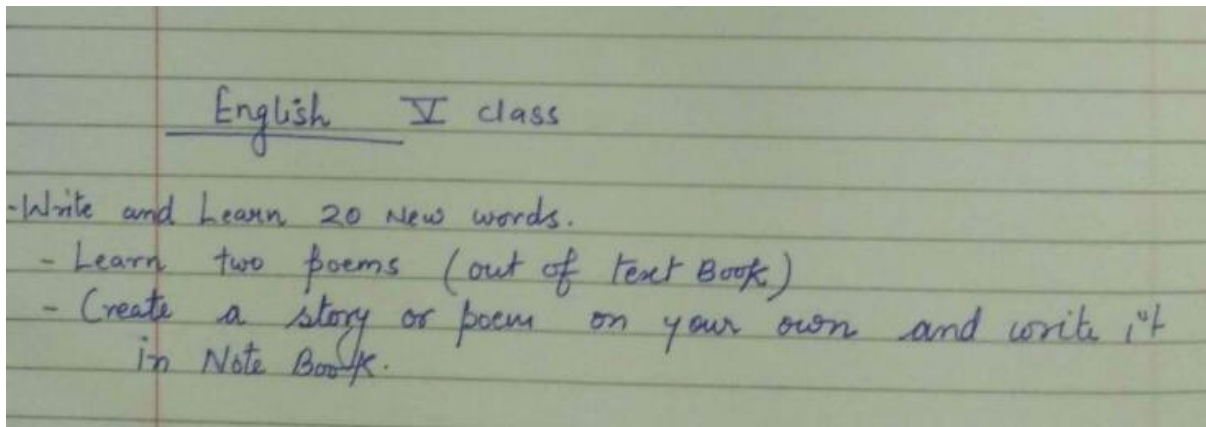 English V class
-Write and Learn 20 New words.
- Learn two poems (out of text Book)
- Create a story or poem on your own and write it
in Note Book.